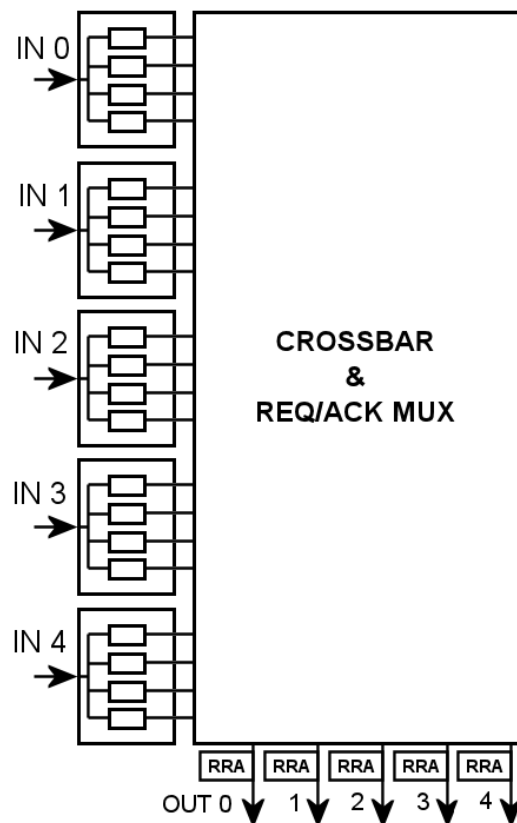 IN 0
IN 1
IN 2
IN 3
IN 4
CROSSBAR
&
REQ/ACK MUX
RRA RRA RRA RRA RRA
OUT 0 1 2 3 4